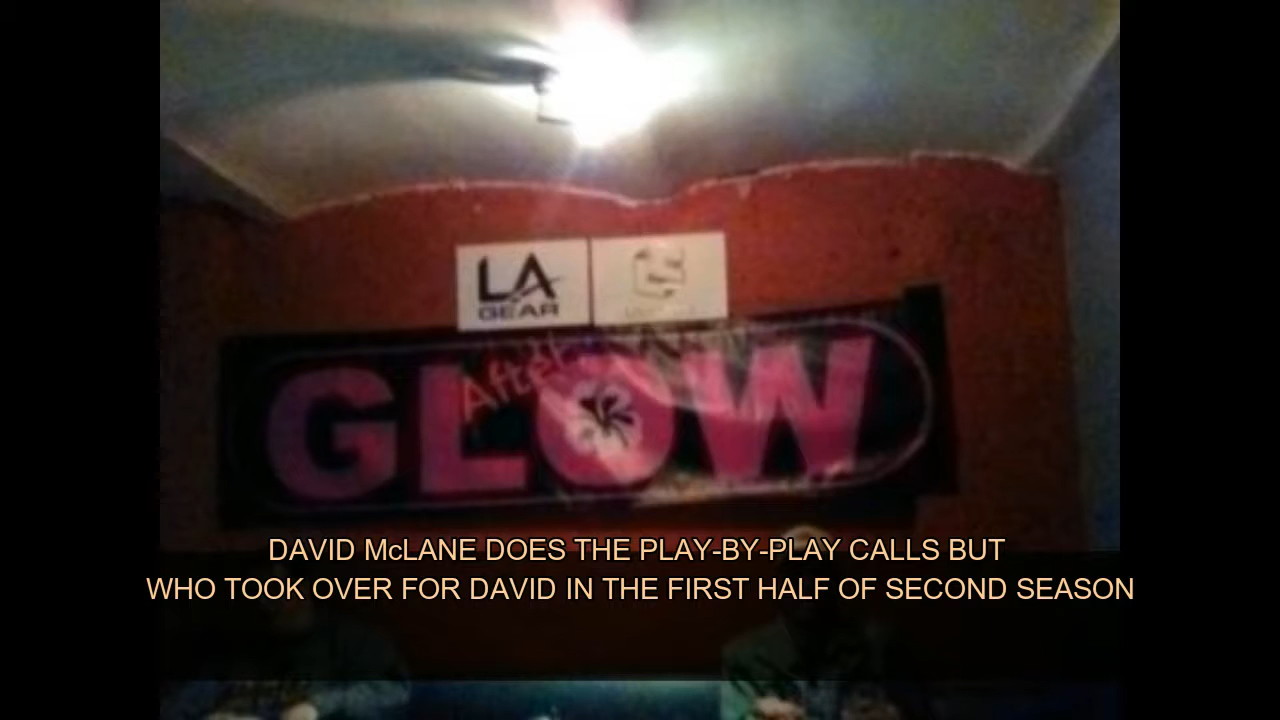 LA
GEAR
After
GLOW
DAVID McLANE DOES THE PLAY-BY-PLAY CALLS BUT
WHO TOOK OVER FOR DAVID IN THE FIRST HALF OF SECOND SEASON